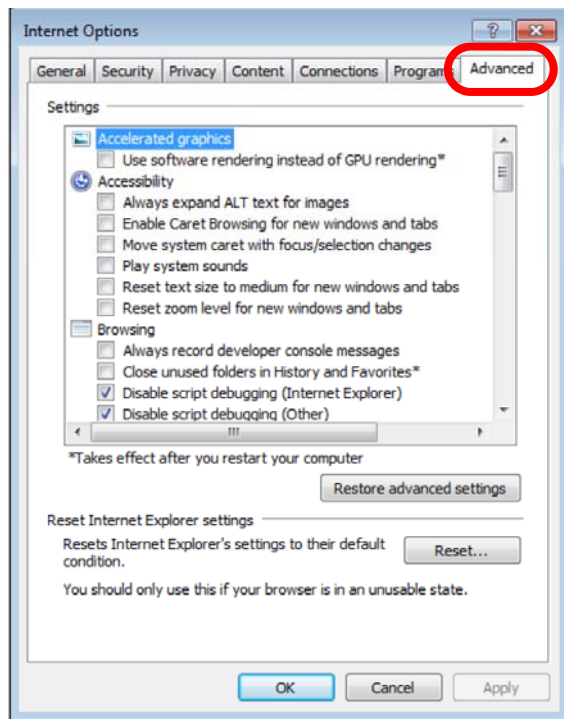 Internet Options
General Security Privacy Content Connections Programs Advanced
Settings
Accelerated graphics
Use software rendering instead of GPU rendering*
Accessibility
Always expand ALT text for images
Enable Caret Browsing for new windows and tabs
Move system caret with focus/selection changes
Play system sounds
Reset text size to medium for new windows and tabs
Reset zoom level for new windows and tabs
Browsing
Always record developer console messages
Close unused folders in History and Favorites*
Disable script debugging (Internet Explorer)
Disable script debugging (Other)
*Takes effect after you restart your computer
Restore advanced settings
Reset Internet Explorer settings
Resets Internet Explorer's settings to their default
condition.
Reset...
You should only use this if your browser is in an unusable state.
OK Cancel Apply